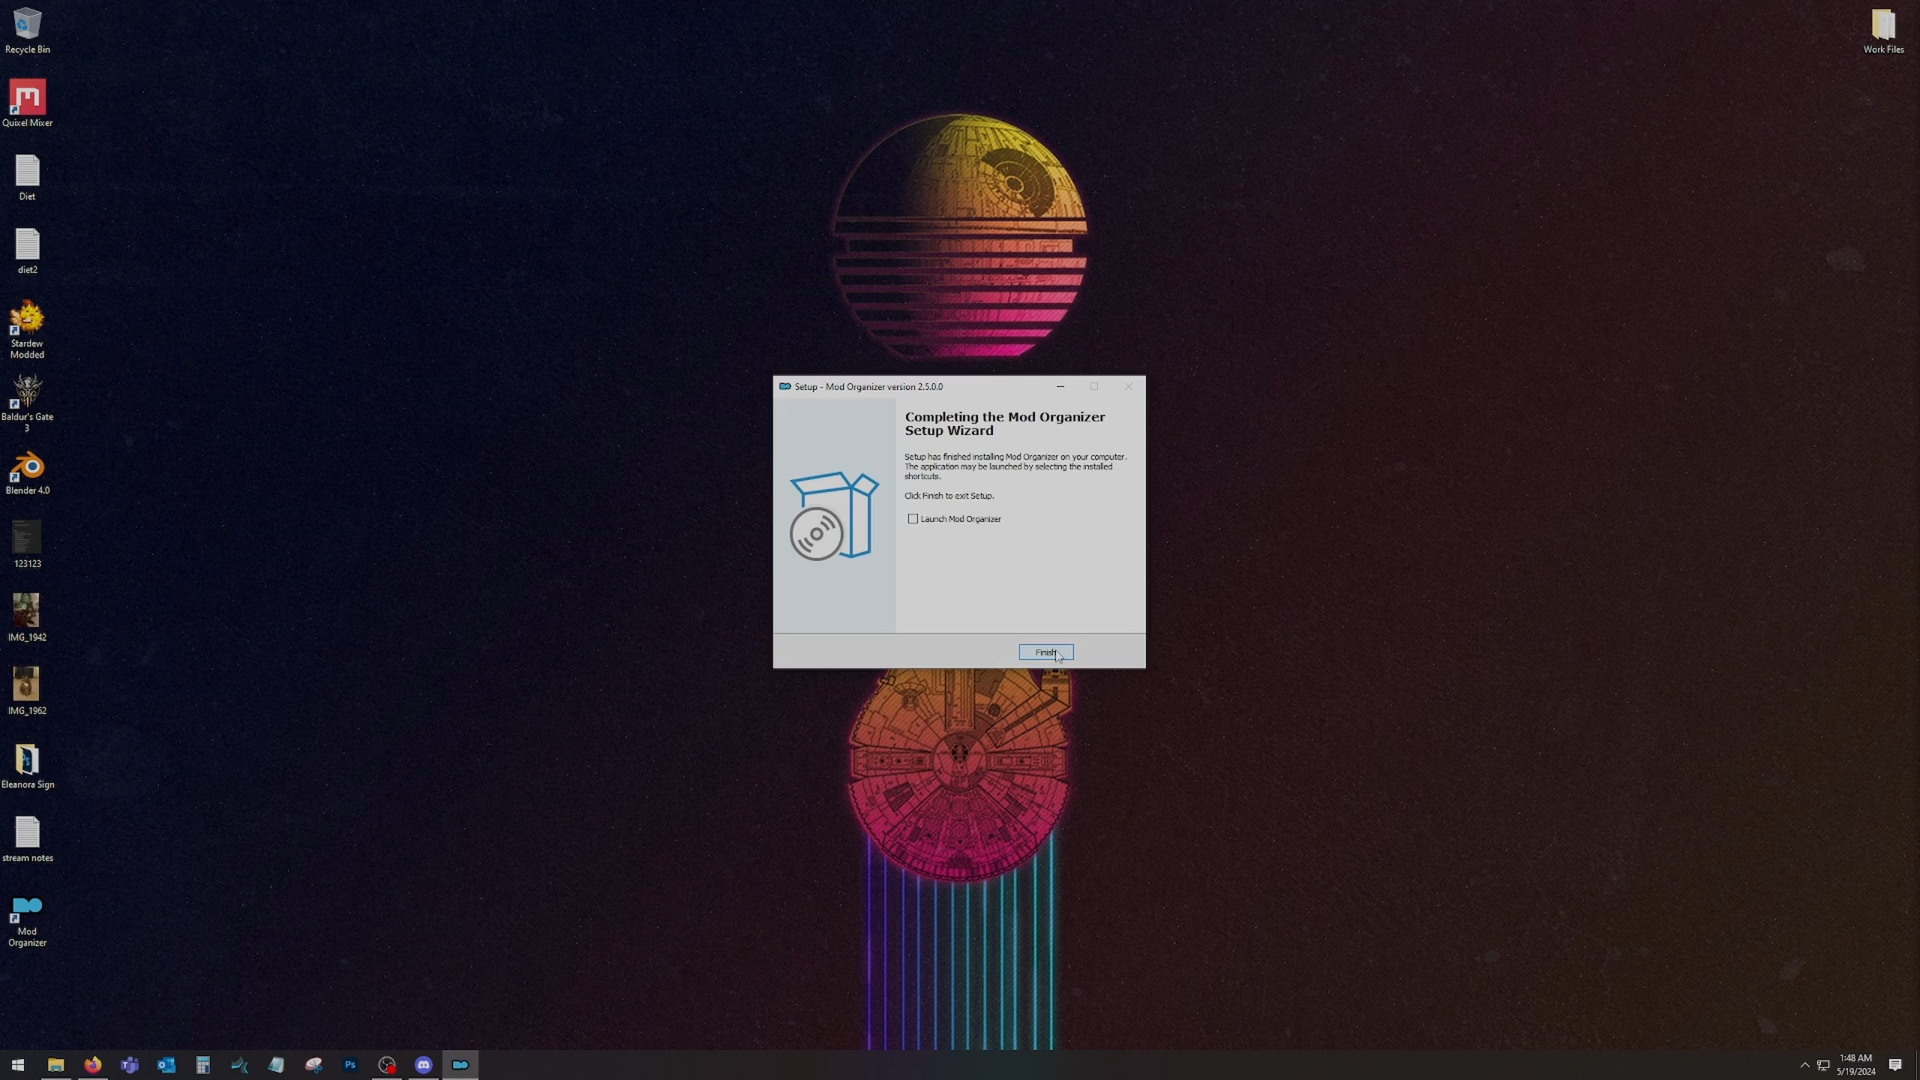 Recycle Bin
Work Files
Quixel Mixer
Diet
diet2
Stardew
Modded
Baldur's Gate
3
Blender 4.0
123123
IMG_1942
IMG_1962
Eleanora Sign
stream notes
Mod
Organizer
Setup - Mod Organizer version 2.5.0.0
Completing the Mod Organizer
Setup Wizard
Setup has finished installing Mod Organizer on your computer.
The application may be launched by selecting the installed
shortcuts.
Click Finish to exit Setup.
Launch Mod Organizer
Finish
Ps
1:48 AM
5/19/2024